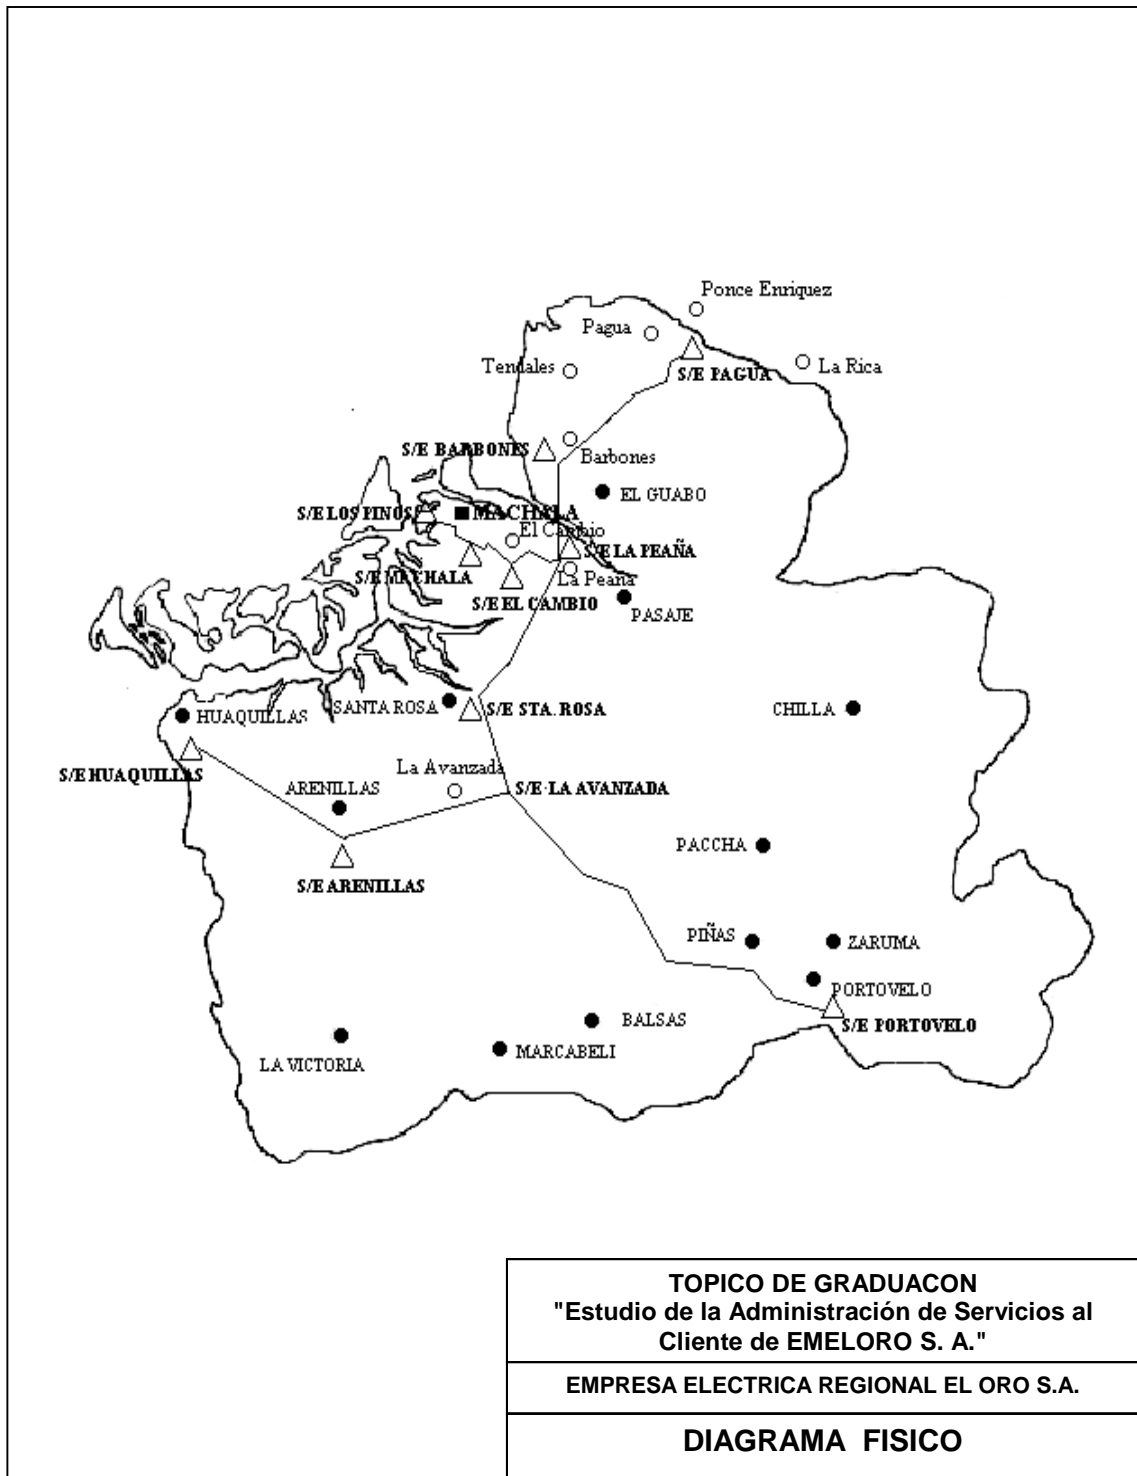 Ponce Enriquez
Pagua
Tendales
La Rica
S/E PAGUA
S/E BARBONES
Barbones
EL GUABO
S/E LOS PINOS
MACHALA
El Cambio
S/E LA PEAÑA
S/E MACHALA
La Peaña
S/E EL CAMBIO
PASAJE
SANTA ROSA
S/E STA. ROSA
CHILLA
HUAQUILLAS
S/E HUAQUILLAS
La Avanzada
ARENILLAS
S/E LA AVANZADA
PACCHA
S/E ARENILLAS
PIÑAS
ZARUMA
PORTOVELO
S/E PORTOVELO
BALSAS
MARCABELI
LA VICTORIA
TOPICO DE GRADUACON
"Estudio de la Administración de Servicios al
Cliente de EMELORO S. A."
EMPRESA ELECTRICA REGIONAL EL ORO S.A.
DIAGRAMA FISICO